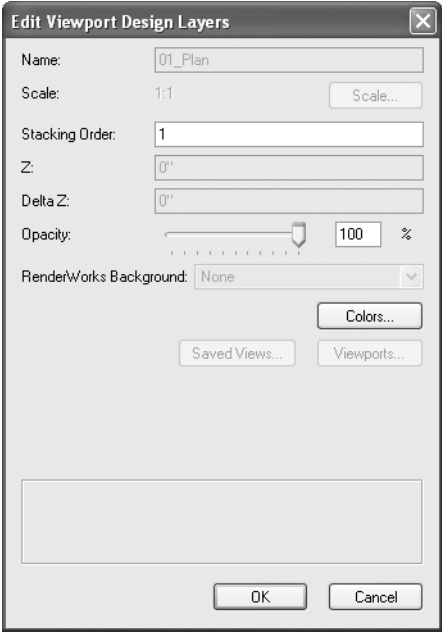 Edit Viewport Design Layers
Name: 01_Plan
Scale: 1:1 Scale...
Stacking Order: 1
Z: 0"
Delta Z: 0"
Opacity: 100 %
RenderWorks Background: None
Colors...
Saved Views... Viewports...
OK Cancel